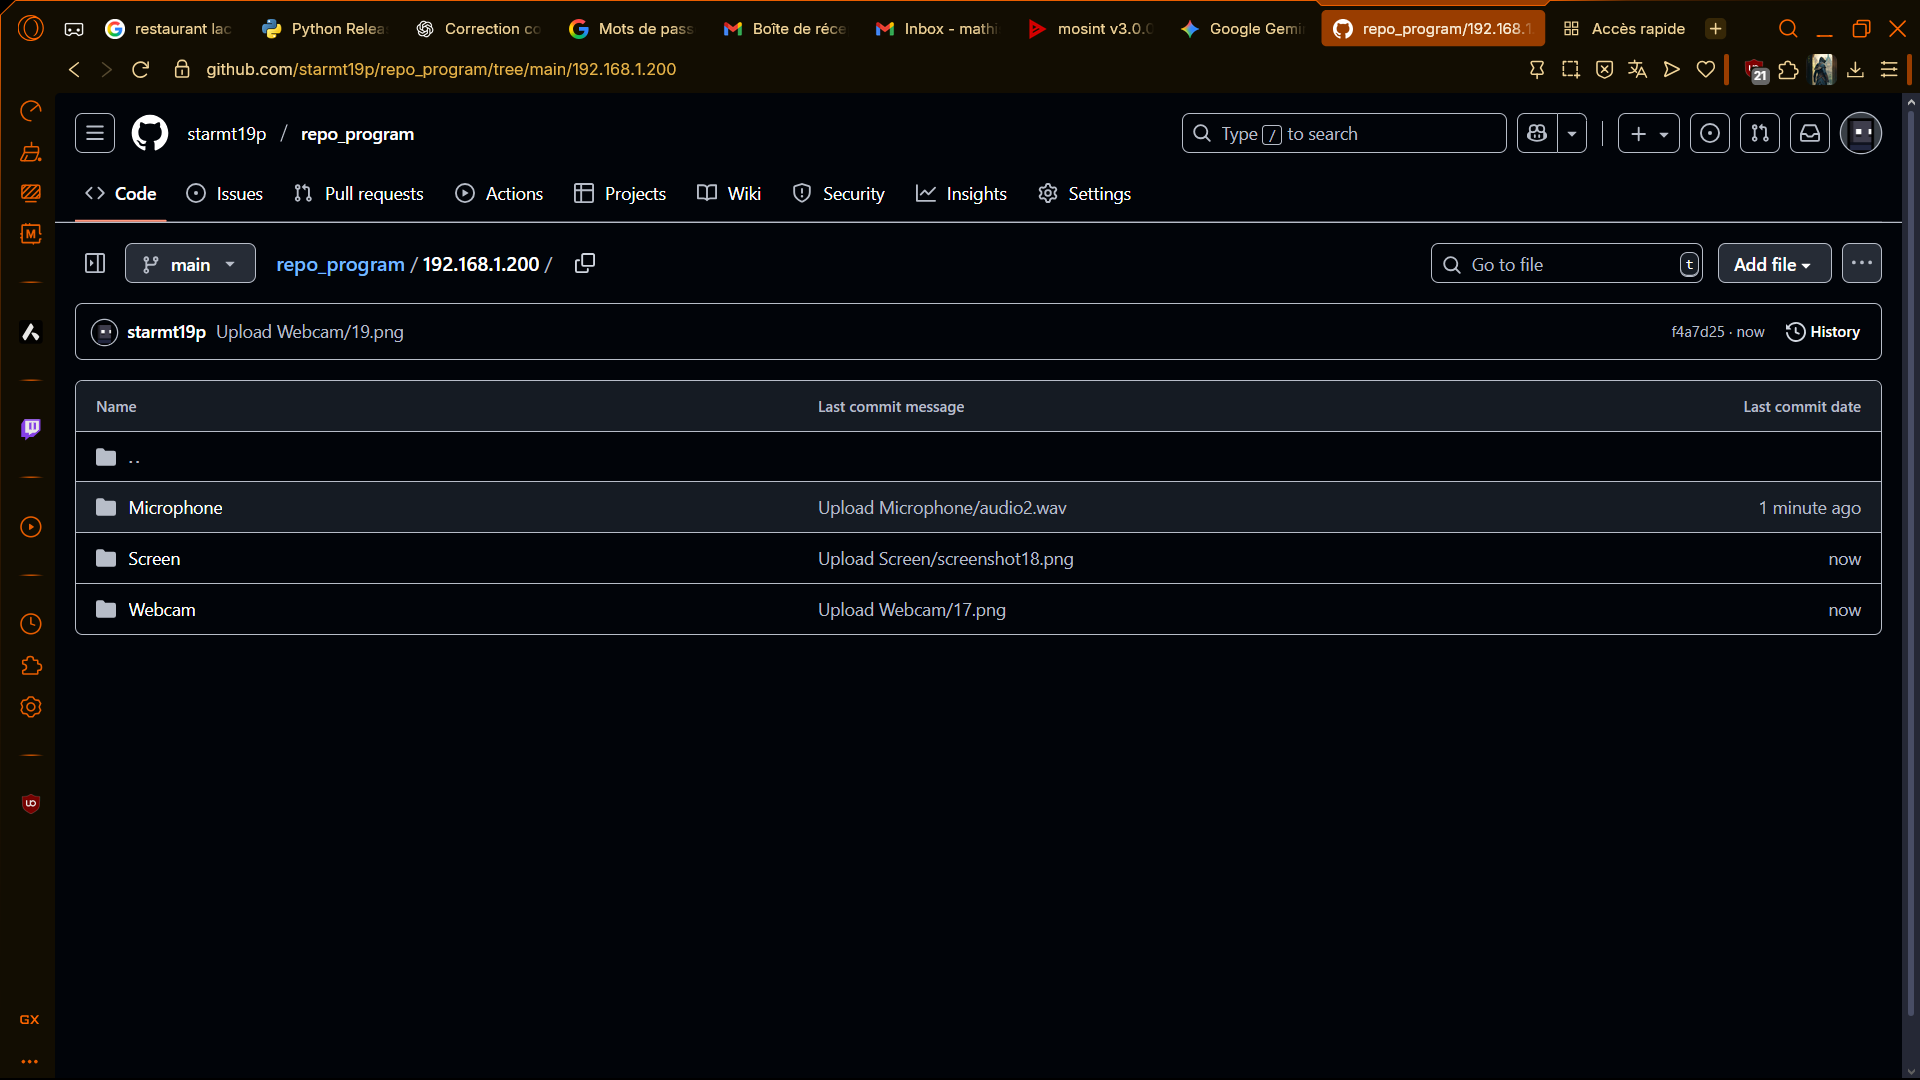 restaurant lac
Python Relea
Correction co
Mots de pass
Boîte de réce
Inbox - mathi
mosint v3.0.0
Google Gemi
repo_program/192.168.1.
Accès rapide
github.com/starmt19p/repo_program/tree/main/192.168.1.200
21
starmt19p / repo_program
Type / to search
Code
Issues
Pull requests
Actions
Projects
Wiki
Security
Insights
Settings
main
repo_program / 192.168.1.200 /
Go to file
t
Add file
starmt19p Upload Webcam/19.png
f4a7d25 · now
History
Name Last commit message Last commit date
..
Microphone Upload Microphone/audio2.wav 1 minute ago
Screen Upload Screen/screenshot18.png now
Webcam Upload Webcam/17.png now
M
GX